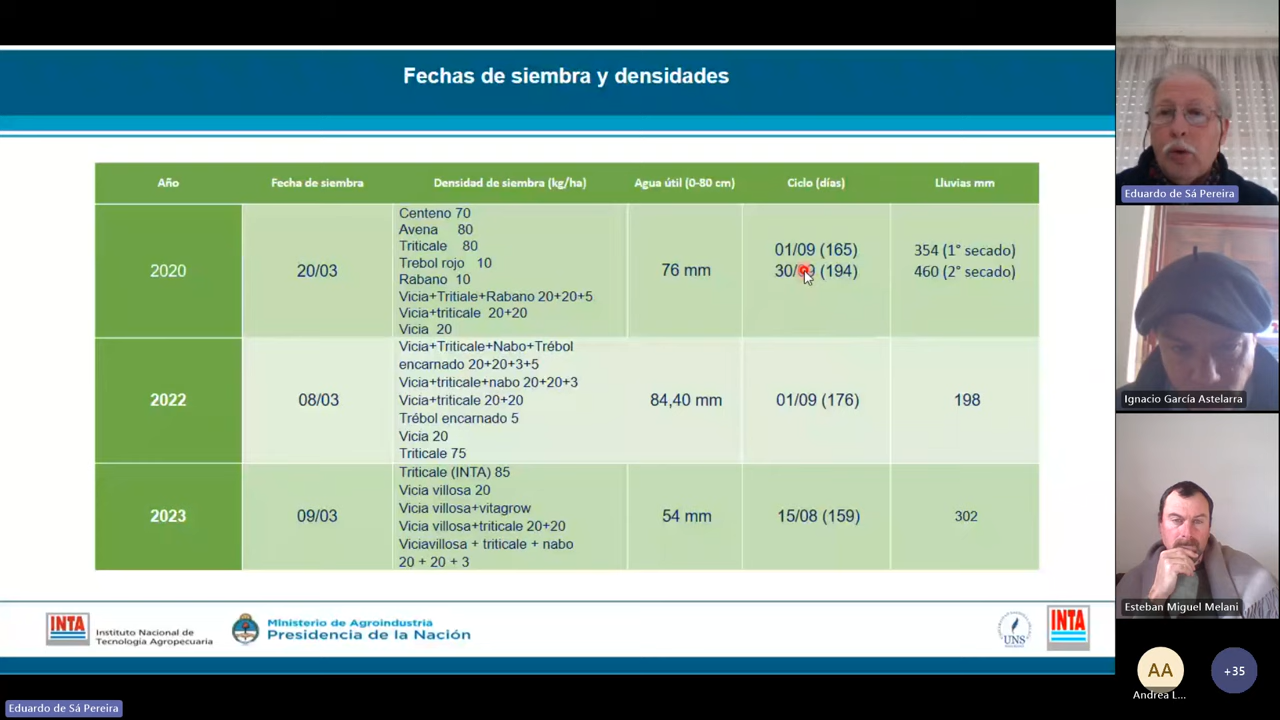 Fechas de siembra y densidades
Año Fecha de siembra Densidad de siembra (kg/ha) Agua útil (0-80 cm) Ciclo (días) Lluvias mm
2020 20/03
Centeno 70
Avena 80
Triticale 80
Trebol rojo 10
Rabano 10
Vicia+Tritiale+Rabano 20+20+5
Vicia+triticale 20+20
Vicia 20
76 mm
01/09 (165)
30/ (194)
354 (1° secado)
460 (2° secado)
2022 08/03
Vicia+Triticale+Nabo+Trébol
encarnado 20+20+3+5
Vicia+triticale+nabo 20+20+3
Vicia+triticale 20+20
Trébol encarnado 5
Vicia 20
Triticale 75
84,40 mm
01/09 (176)
198
2023 09/03
Triticale (INTA) 85
Vicia villosa 20
Vicia villosa+vitagrow
Vicia villosa+triticale 20+20
Viciavillosa + triticale + nabo
20 + 20 + 3
54 mm
15/08 (159)
302
INTA
Instituto Nacional de
Tecnología Agropecuaria
Ministerio de Agroindustria
Presidencia de la Nación
UNS
INTA
Eduardo de Sá Pereira
Eduardo de Sá Pereira
Ignacio García Astelarra
Esteban Miguel Melani
AA
Andrea L...
+35